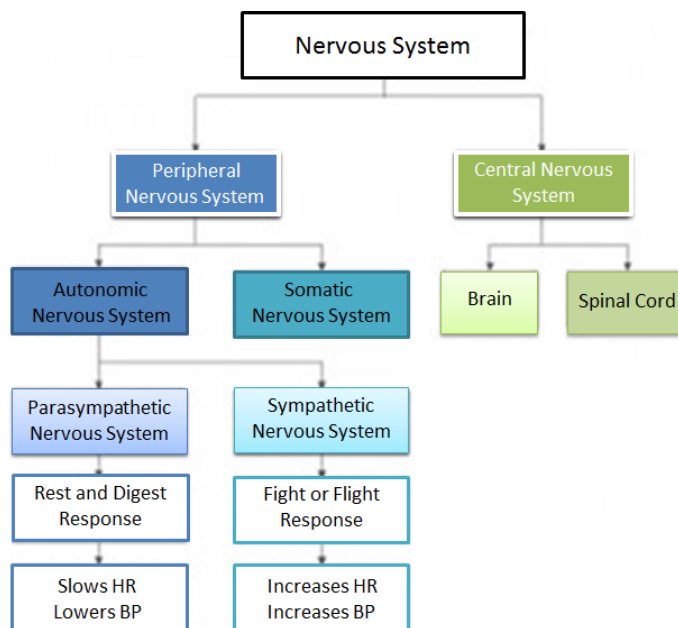 Nervous System
Peripheral
Nervous System
Central Nervous
System
Autonomic
Nervous System
Somatic
Nervous System
Brain
Spinal Cord
Parasympathetic
Nervous System
Sympathetic
Nervous System
Rest and Digest
Response
Fight or Flight
Response
Slows HR
Lowers BP
Increases HR
Increases BP